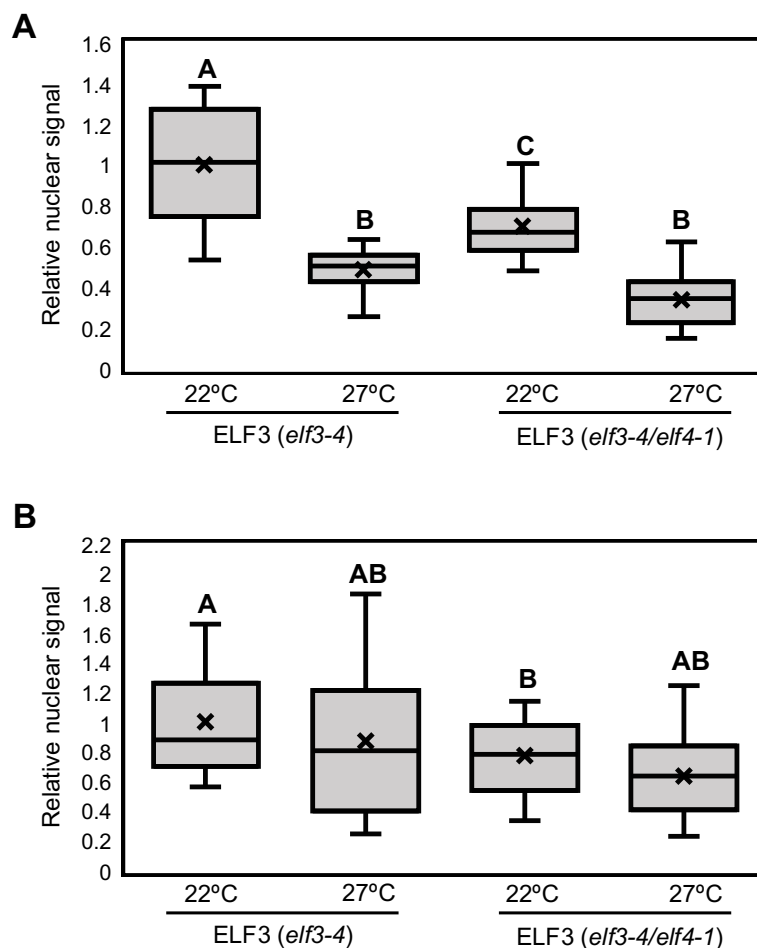 A
Relative nuclear signal
1.6
1.4
1.2
1
0.8
0.6
0.4
0.2
0
A
B
C
B
22ºC 27ºC 22ºC 27ºC
ELF3 (elf3-4) ELF3 (elf3-4/elf4-1)
B
Relative nuclear signal
2.2
2
1.8
1.6
1.4
1.2
1
0.8
0.6
0.4
0.2
0
A
AB
B
AB
22ºC 27ºC 22ºC 27ºC
ELF3 (elf3-4) ELF3 (elf3-4/elf4-1)